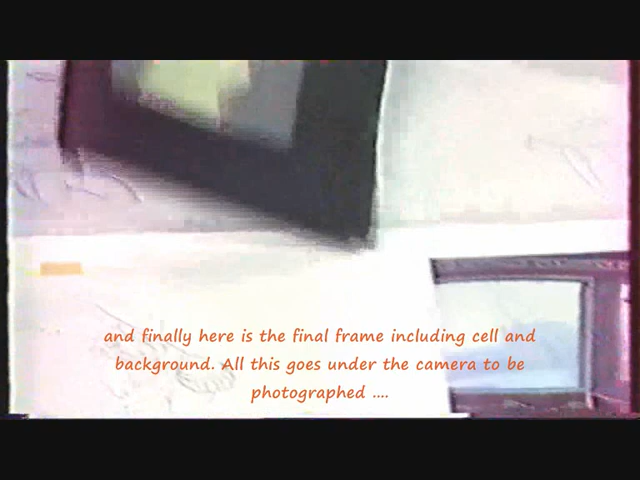 and finally here is the final frame including cell and
background. All this goes under the camera to be
photographed ....